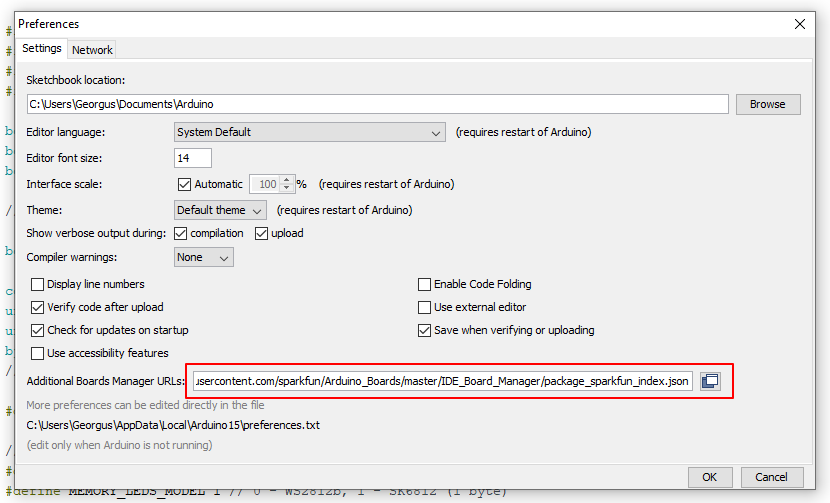 Preferences
Settings Network
Sketchbook location:
C:\Users\Georgus\Documents\Arduino Browse
Editor language: System Default (requires restart of Arduino)
Editor font size: 14
Interface scale: Automatic 100 % (requires restart of Arduino)
Theme: Default theme (requires restart of Arduino)
Show verbose output during: compilation upload
Compiler warnings: None
Display line numbers Enable Code Folding
Verify code after upload Use external editor
Check for updates on startup Save when verifying or uploading
Use accessibility features
Additional Boards Manager URLs: usercontent.com/sparkfun/Arduino_Boards/master/IDE_Board_Manager/package_sparkfun_index.json
More preferences can be edited directly in the file
C:\Users\Georgus\AppData\Local\Arduino15\preferences.txt
(edit only when Arduino is not running)
OK Cancel
#define MEMORY_LEDS_MODEL 1 // 0 - WS2812b, 1 - SK6812 (1 byte)